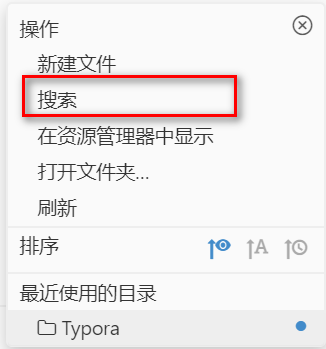 操作
新建文件
搜索
在资源管理器中显示
打开文件夹...
刷新
排序 A
最近使用的目录
Typora